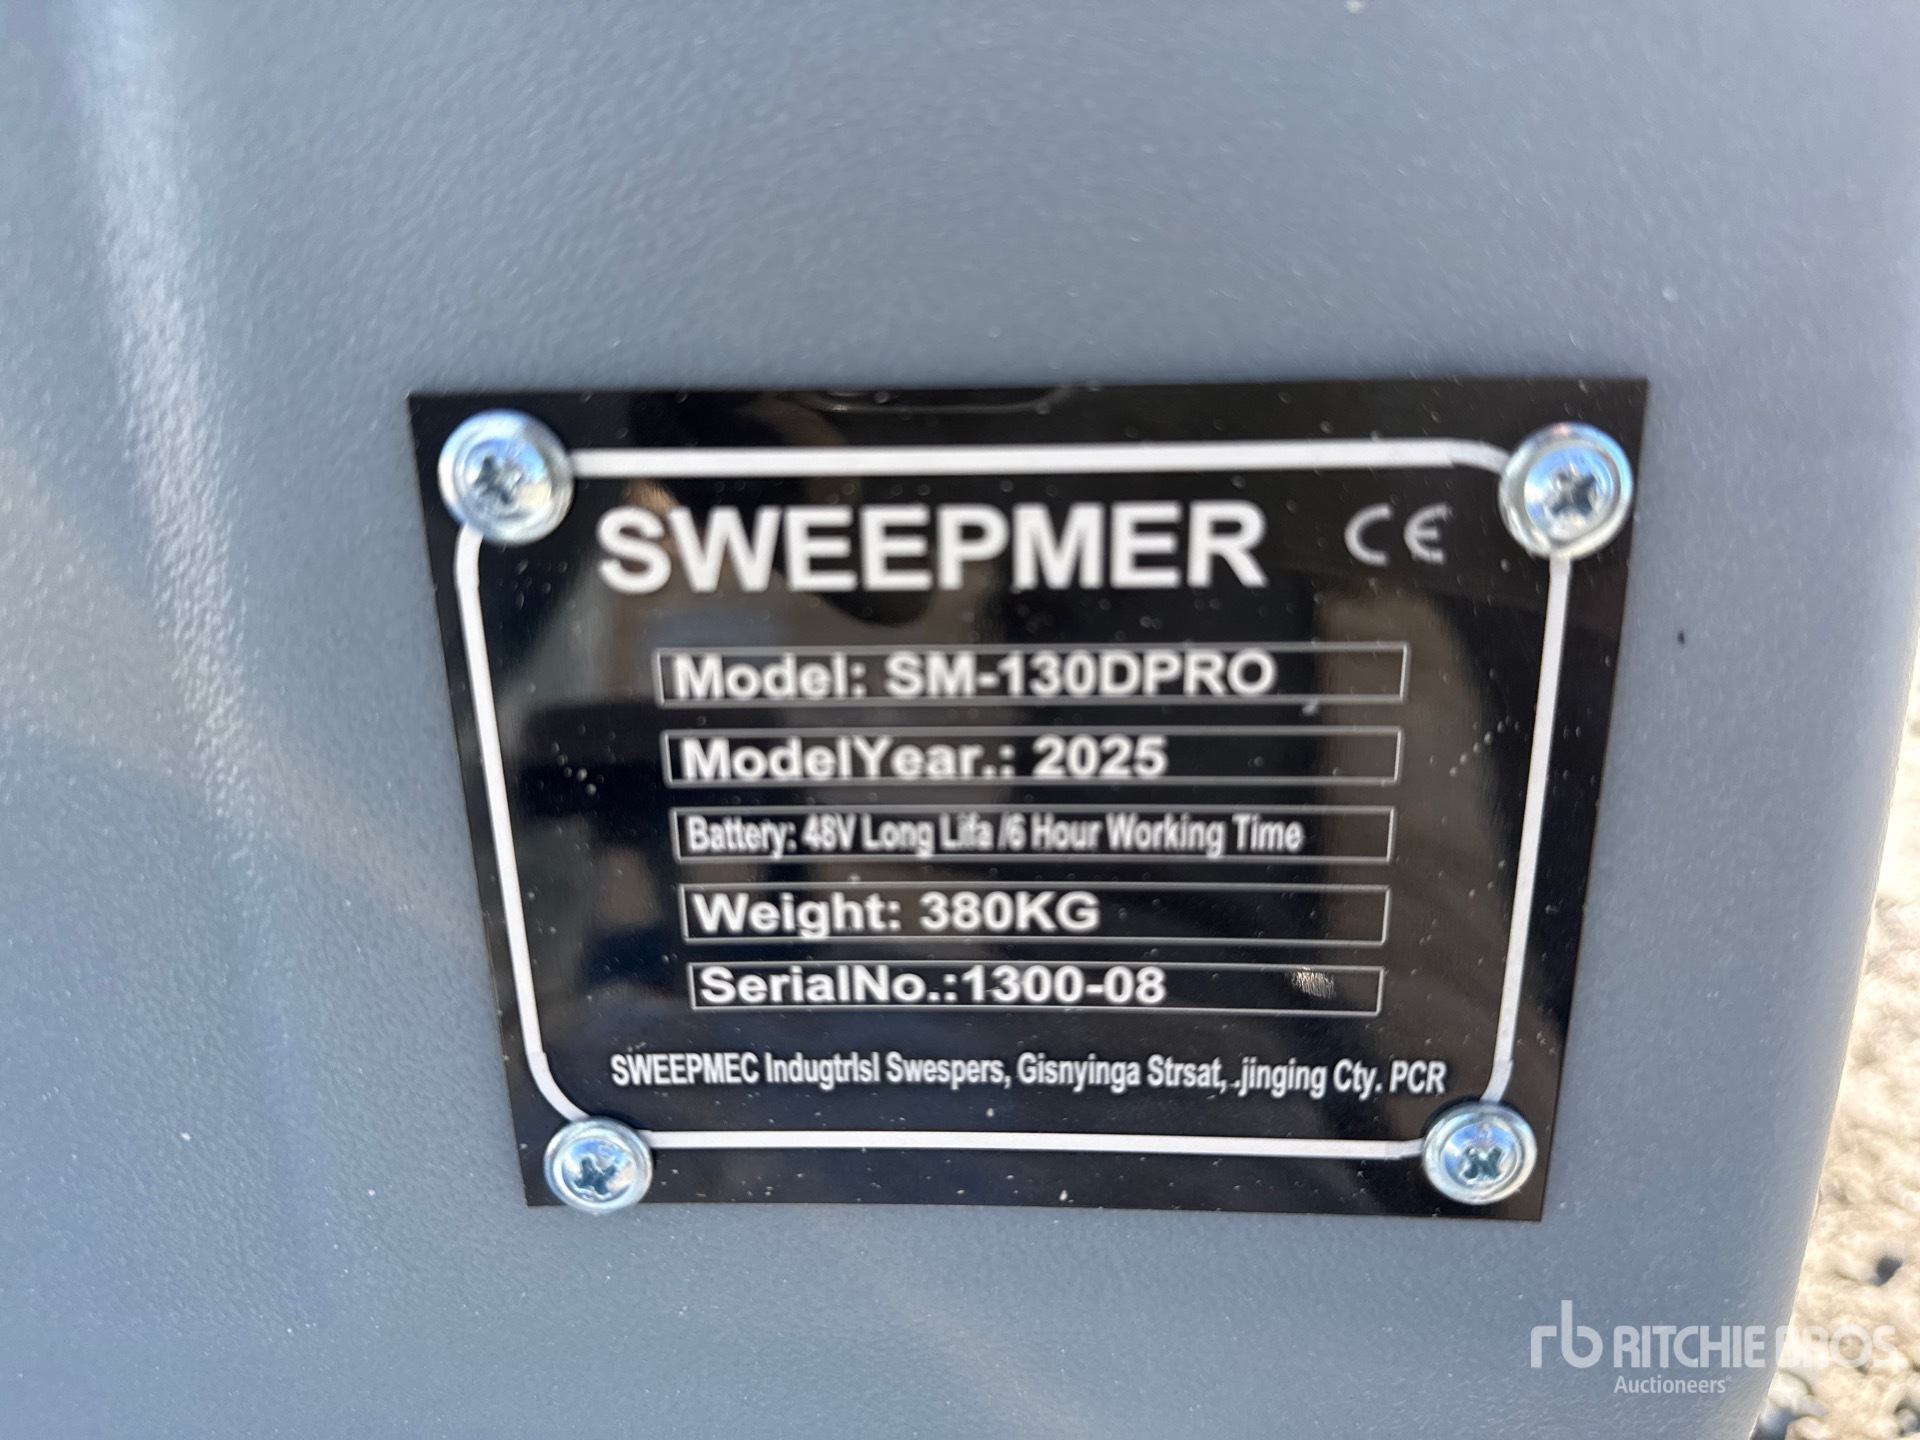 SWEEPMER CE
Model: SM-130DPRO
ModelYear.: 2025
Battery: 48V Long Lifa /6 Hour Working Time
Weight: 380KG
SerialNo.:1300-08
SWEEPMEC Indugtrlsl Swespers, Gisnyinga Strsat, .jinging Cty. PCR
rb RITCHIE BROS.
Auctioneers